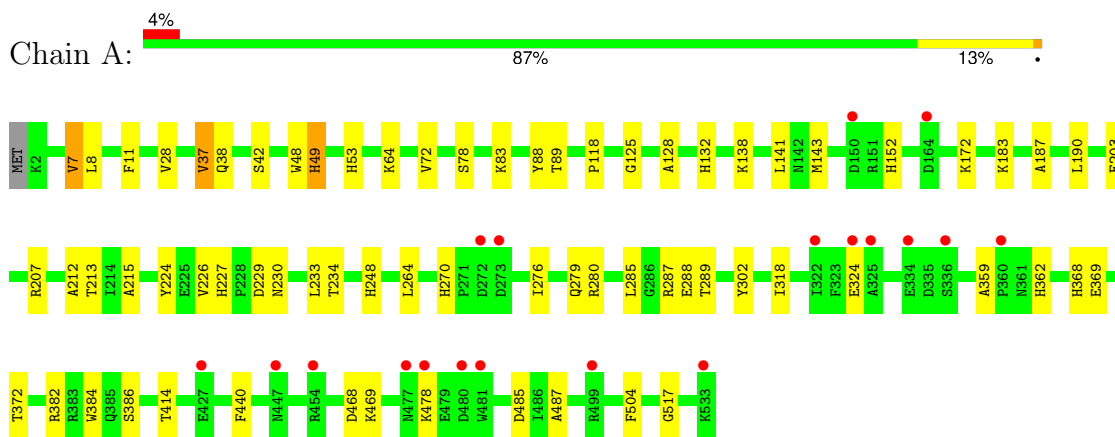 4%
Chain A:
87% 13% •
MET K2 V7 L8 F11 V28 V37 Q38 S42 W48 H49 H53 K64 V72 S78 K83 Y88 T89 P118 G125 A128 H132 K138 L141 N142 M143 D150 R151 H152 D164 K172 K183 A187 L190
R207 A212 T213 I214 A215 Y224 E225 V226 H227 P228 D229 N230 L233 T234 H248 L264 H270 P271 D272 D273 I276 Q279 R280 L285 G286 R287 E288 T289 Y302 I318 I322 F323 E324 A325 E334 D335 S336 A359 P360 N361 H362 H368 E369
T372 R382 R383 W384 Q385 S386 T414 E427 F440 N447 R454 D468 K469 N477 K478 E479 D480 W481 D485 I486 A487 R499 F504 G517 K533